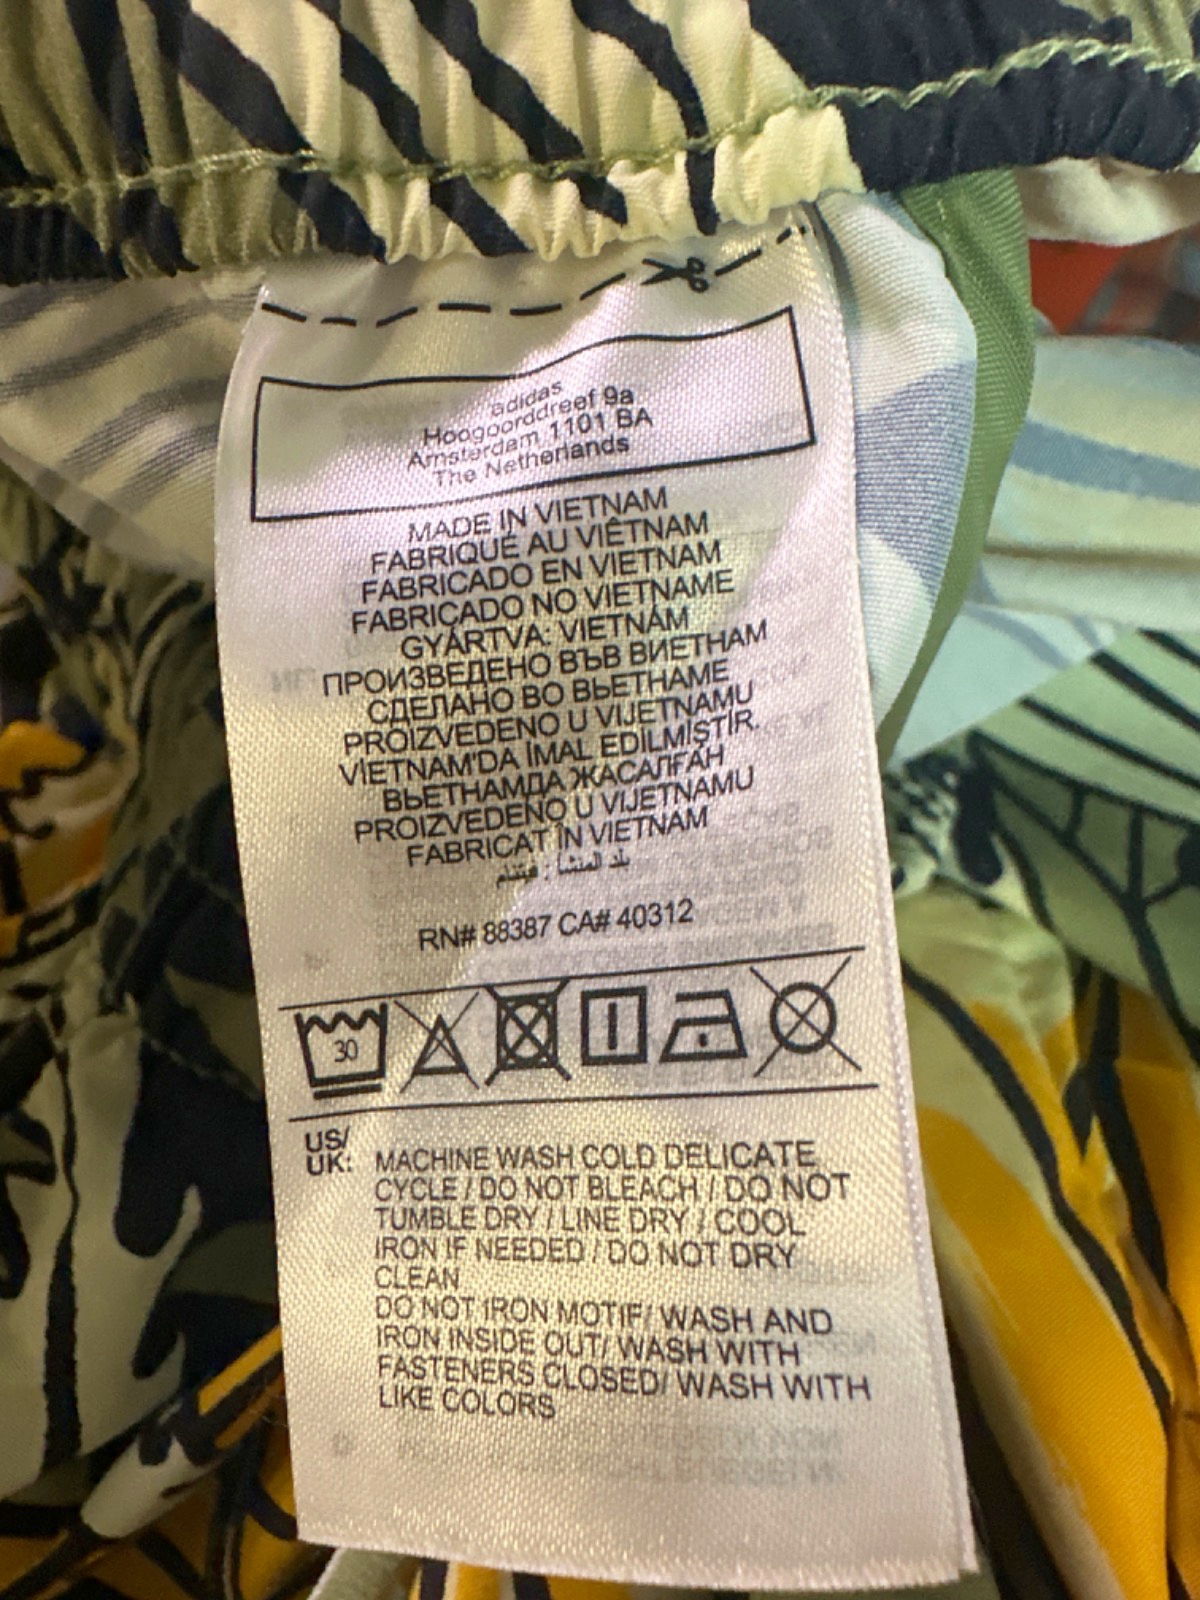 adidas
Hoogoorddreef 9a
Amsterdam 1101 BA
The Netherlands
MADE IN VIETNAM
FABRIQUÉ AU VIÊTNAM
FABRICADO EN VIETNAM
FABRICADO NO VIETNAME
GYÁRTVA: VIETNÁM
ПРОИЗВЕДЕНО ВЪВ ВИЕТНАМ
СДЕЛАНО ВО ВЬЕТНАМЕ
PROIZVEDENO U VIJETNAMU
VİETNAM'DA İMAL EDİLMİŞTİR.
ВЬЕТНАМДА ЖАСАЛҒАН
PROIZVEDENO U VIJETNAMU
FABRICAT ÎN VIETNAM
بلد المنشأ : فيتنام
RN# 88387 CA# 40312
30
US/
UK:
MACHINE WASH COLD DELICATE
CYCLE / DO NOT BLEACH / DO NOT
TUMBLE DRY / LINE DRY / COOL
IRON IF NEEDED / DO NOT DRY
CLEAN
DO NOT IRON MOTIF/ WASH AND
IRON INSIDE OUT/ WASH WITH
FASTENERS CLOSED/ WASH WITH
LIKE COLORS